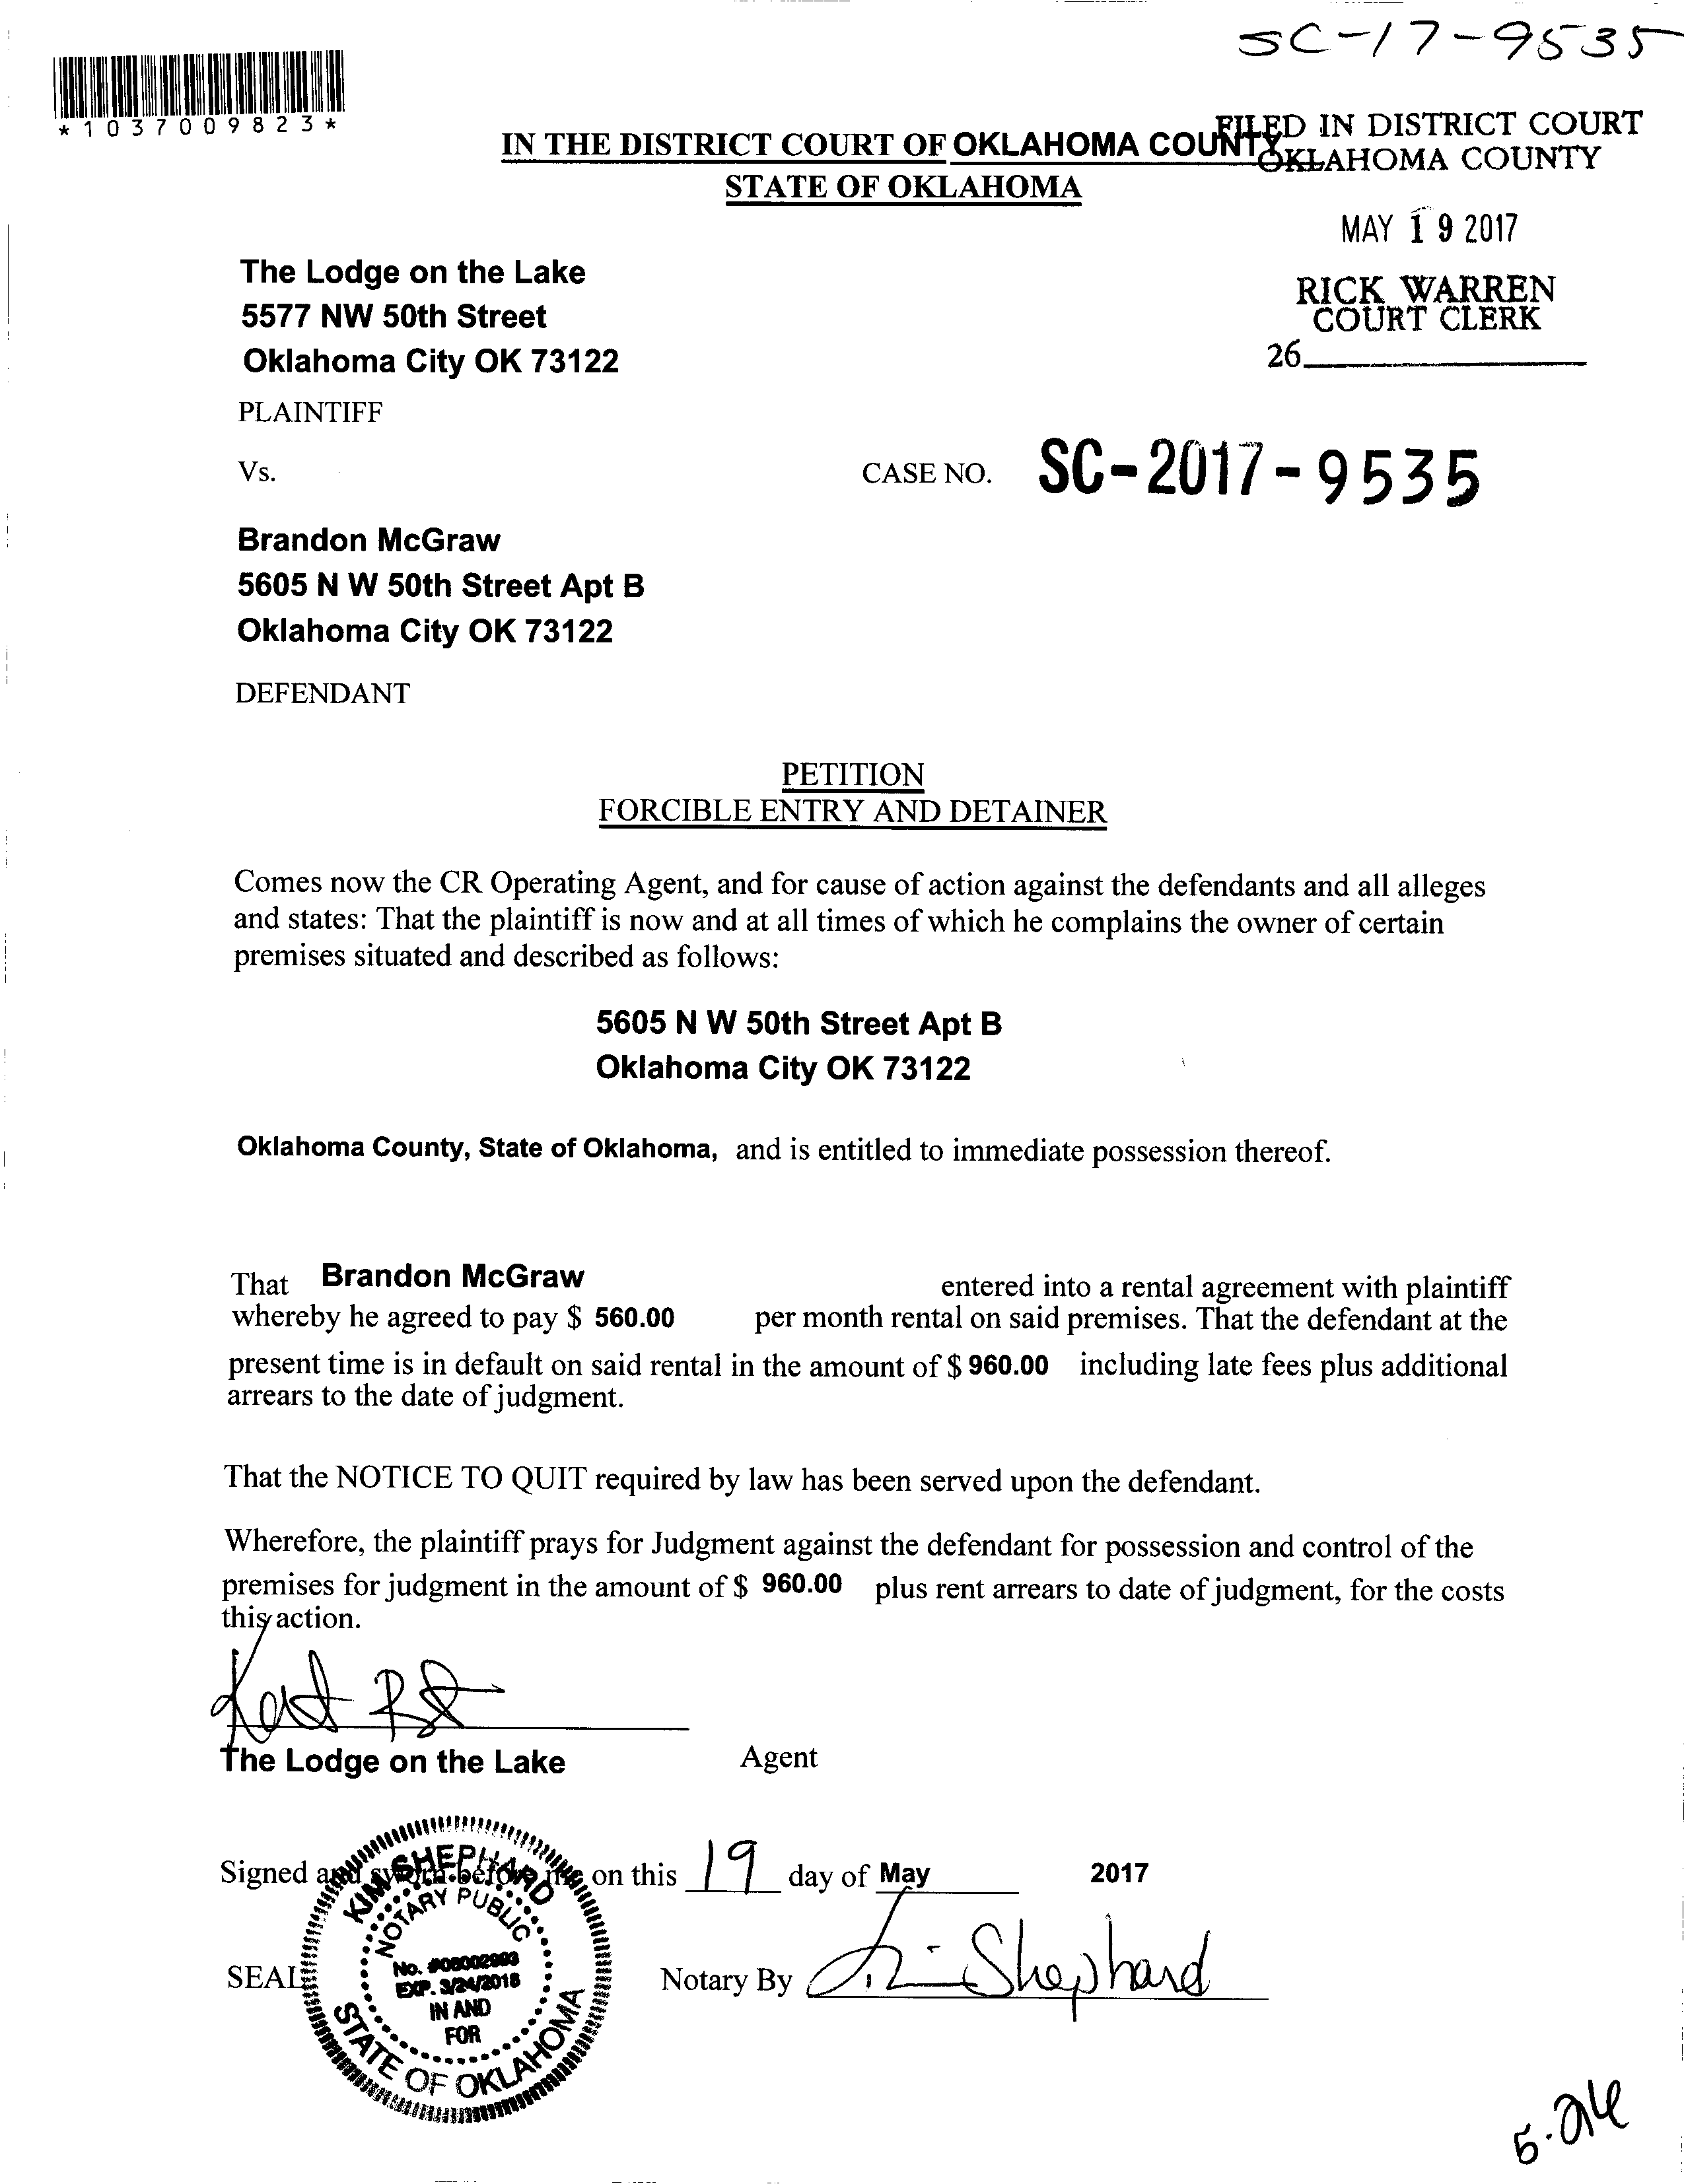 SC-17-9535
*1037009823*
IN THE DISTRICT COURT OF OKLAHOMA COUNTY
STATE OF OKLAHOMA
FILED IN DISTRICT COURT
OKLAHOMA COUNTY
MAY 19 2017
RICK WARREN
COURT CLERK
26
The Lodge on the Lake
5577 NW 50th Street
Oklahoma City OK 73122
PLAINTIFF
Vs.
CASE NO. SC-2017-9535
Brandon McGraw
5605 N W 50th Street Apt B
Oklahoma City OK 73122
DEFENDANT
PETITION
FORCIBLE ENTRY AND DETAINER
Comes now the CR Operating Agent, and for cause of action against the defendants and all alleges
and states: That the plaintiff is now and at all times of which he complains the owner of certain
premises situated and described as follows:
5605 N W 50th Street Apt B
Oklahoma City OK 73122
Oklahoma County, State of Oklahoma, and is entitled to immediate possession thereof.
That Brandon McGraw entered into a rental agreement with plaintiff
whereby he agreed to pay $ 560.00 per month rental on said premises. That the defendant at the
present time is in default on said rental in the amount of $ 960.00 including late fees plus additional
arrears to the date of judgment.
That the NOTICE TO QUIT required by law has been served upon the defendant.
Wherefore, the plaintiff prays for Judgment against the defendant for possession and control of the
premises for judgment in the amount of $ 960.00 plus rent arrears to date of judgment, for the costs
this action.
The Lodge on the Lake Agent
Signed and sworn before me on this 19 day of May 2017
SEAL
KIM SHEPHARD
NOTARY PUBLIC
EXP. 3/24/2018
IN AND
FOR
STATE OF OKLAHOMA
Notary By Kim Shephard